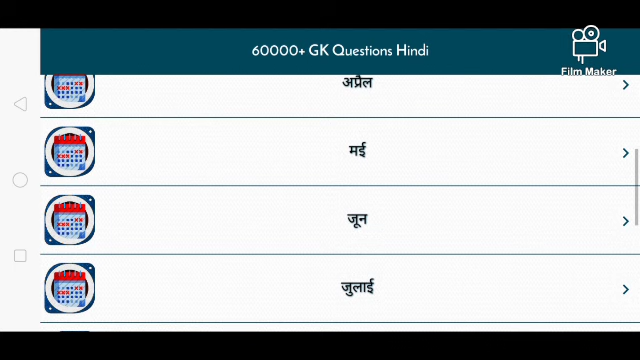 60000+ GK Questions Hindi
Film Maker
अप्रैल
मई
जून
जुलाई